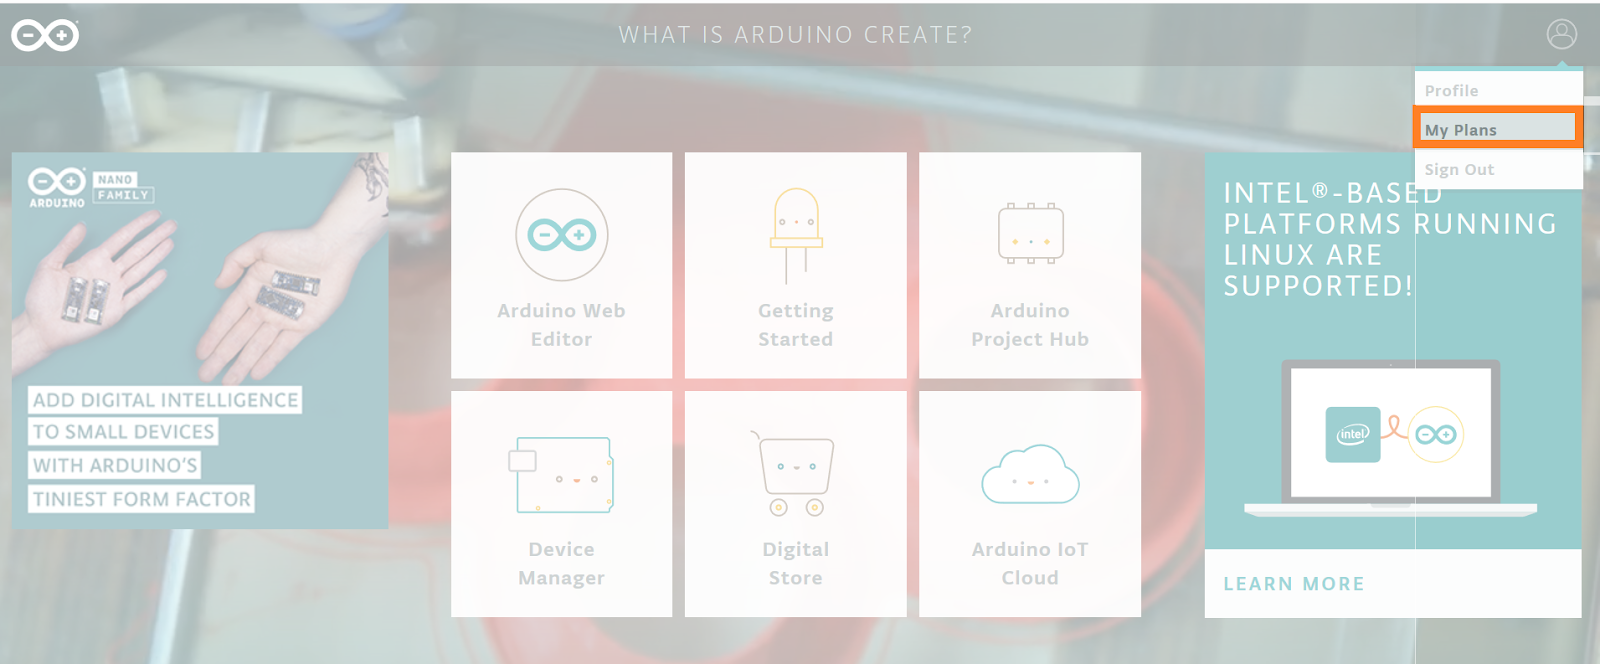 WHAT IS ARDUINO CREATE?
Profile
My Plans
Sign Out
ARDUINO
NANO
FAMILY
ADD DIGITAL INTELLIGENCE
TO SMALL DEVICES
WITH ARDUINO'S
TINIEST FORM FACTOR
Arduino Web
Editor
Getting
Started
Arduino
Project Hub
Device
Manager
Digital
Store
Arduino IoT
Cloud
INTEL®-BASED
PLATFORMS RUNNING
LINUX ARE
SUPPORTED!
intel
LEARN MORE